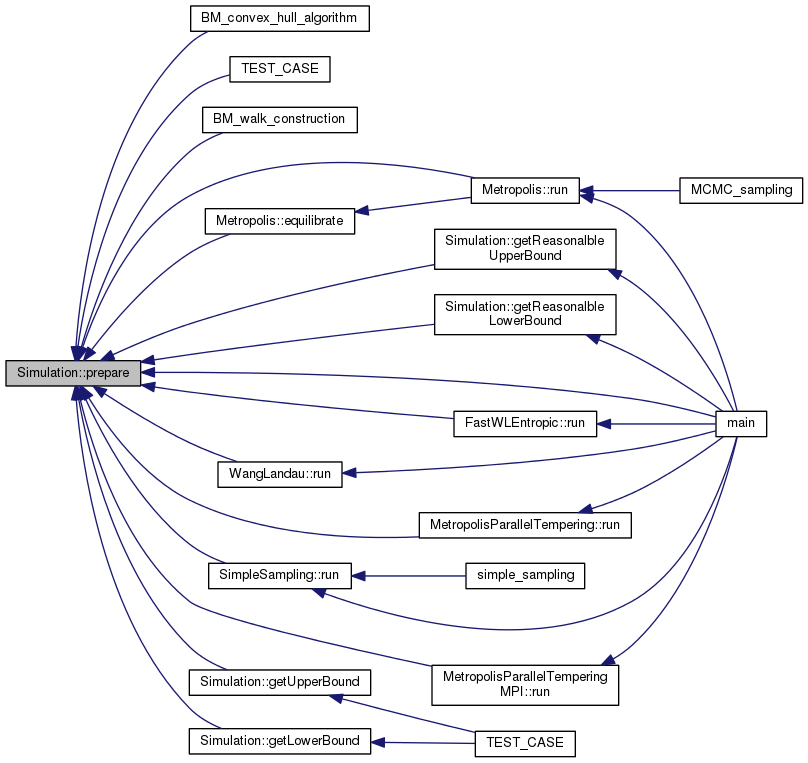 BM_convex_hull_algorithm
TEST_CASE
BM_walk_construction
Metropolis::run
MCMC_sampling
Metropolis::equilibrate
Simulation::getReasonalble
UpperBound
Simulation::getReasonalble
LowerBound
Simulation::prepare
FastWLEntropic::run
main
WangLandau::run
MetropolisParallelTempering::run
SimpleSampling::run
simple_sampling
Simulation::getUpperBound
MetropolisParallelTempering
MPI::run
Simulation::getLowerBound
TEST_CASE